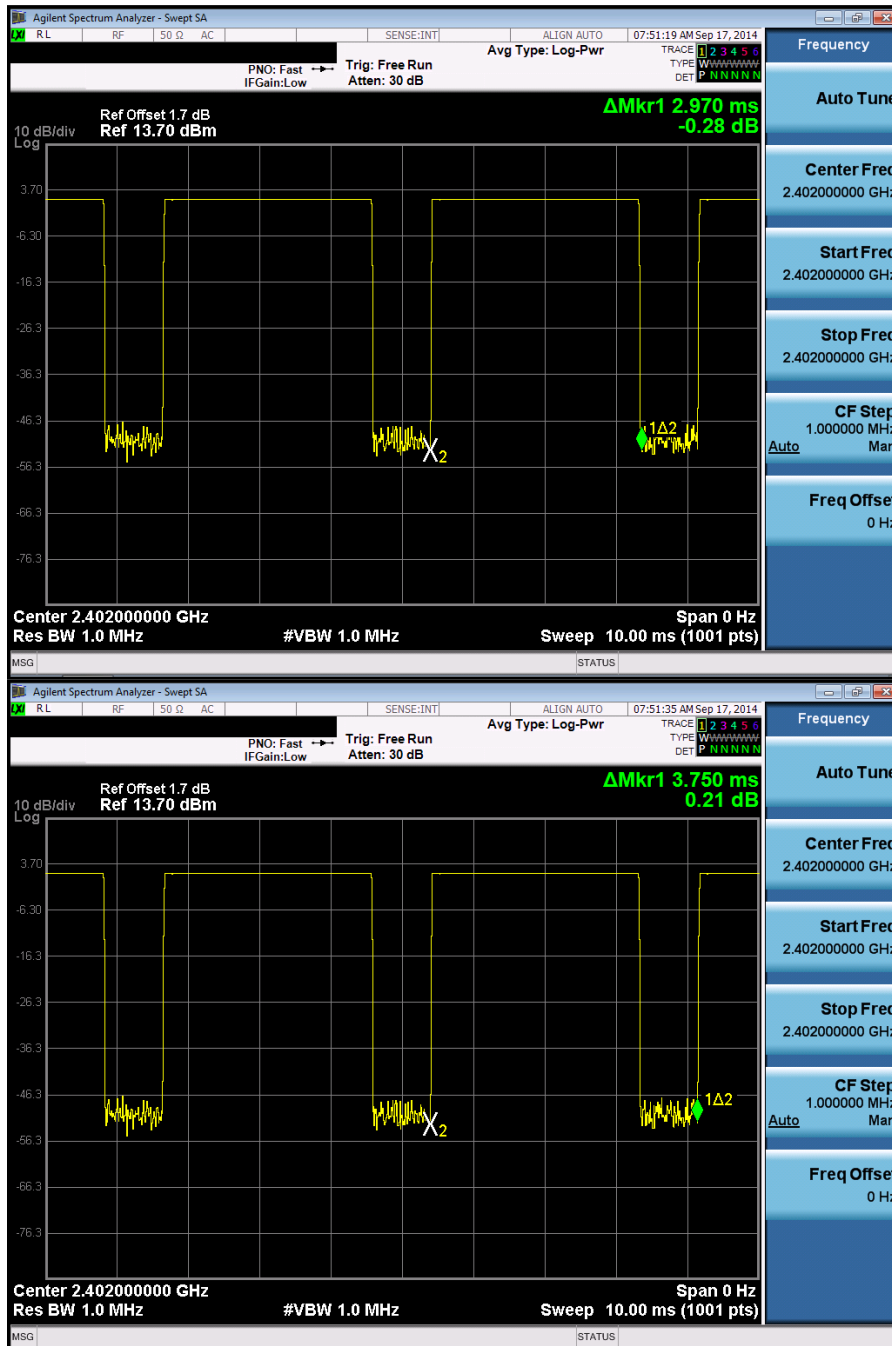 Agilent Spectrum Analyzer - Swept SA
LXI RL RF 50 Ω AC SENSE:INT ALIGN AUTO 07:51:19 AM Sep 17, 2014
Frequency
Avg Type: Log-Pwr
TRACE 1 2 3 4 5 6
PNO: Fast Trig: Free Run
TYPE WWWWWW
IFGain:Low Atten: 30 dB
DET P N N N N N
Auto Tune
ΔMkr1 2.970 ms
Ref Offset 1.7 dB
10 dB/div Ref 13.70 dBm
-0.28 dB
Log
3.70
-6.30
-16.3
-26.3
-36.3
-46.3
-56.3
-66.3
-76.3
2
1Δ2
Center Freq
2.402000000 GHz
Start Freq
2.402000000 GHz
Stop Freq
2.402000000 GHz
CF Step
1.000000 MHz
Auto Man
Freq Offset
0 Hz
Center 2.402000000 GHz Span 0 Hz
Res BW 1.0 MHz #VBW 1.0 MHz Sweep 10.00 ms (1001 pts)
MSG STATUS
Agilent Spectrum Analyzer - Swept SA
LXI RL RF 50 Ω AC SENSE:INT ALIGN AUTO 07:51:35 AM Sep 17, 2014
Frequency
Avg Type: Log-Pwr
TRACE 1 2 3 4 5 6
PNO: Fast Trig: Free Run
TYPE WWWWWW
IFGain:Low Atten: 30 dB
DET P N N N N N
Auto Tune
ΔMkr1 3.750 ms
Ref Offset 1.7 dB
10 dB/div Ref 13.70 dBm
0.21 dB
Log
3.70
-6.30
-16.3
-26.3
-36.3
-46.3
-56.3
-66.3
-76.3
2
1Δ2
Center Freq
2.402000000 GHz
Start Freq
2.402000000 GHz
Stop Freq
2.402000000 GHz
CF Step
1.000000 MHz
Auto Man
Freq Offset
0 Hz
Center 2.402000000 GHz Span 0 Hz
Res BW 1.0 MHz #VBW 1.0 MHz Sweep 10.00 ms (1001 pts)
MSG STATUS